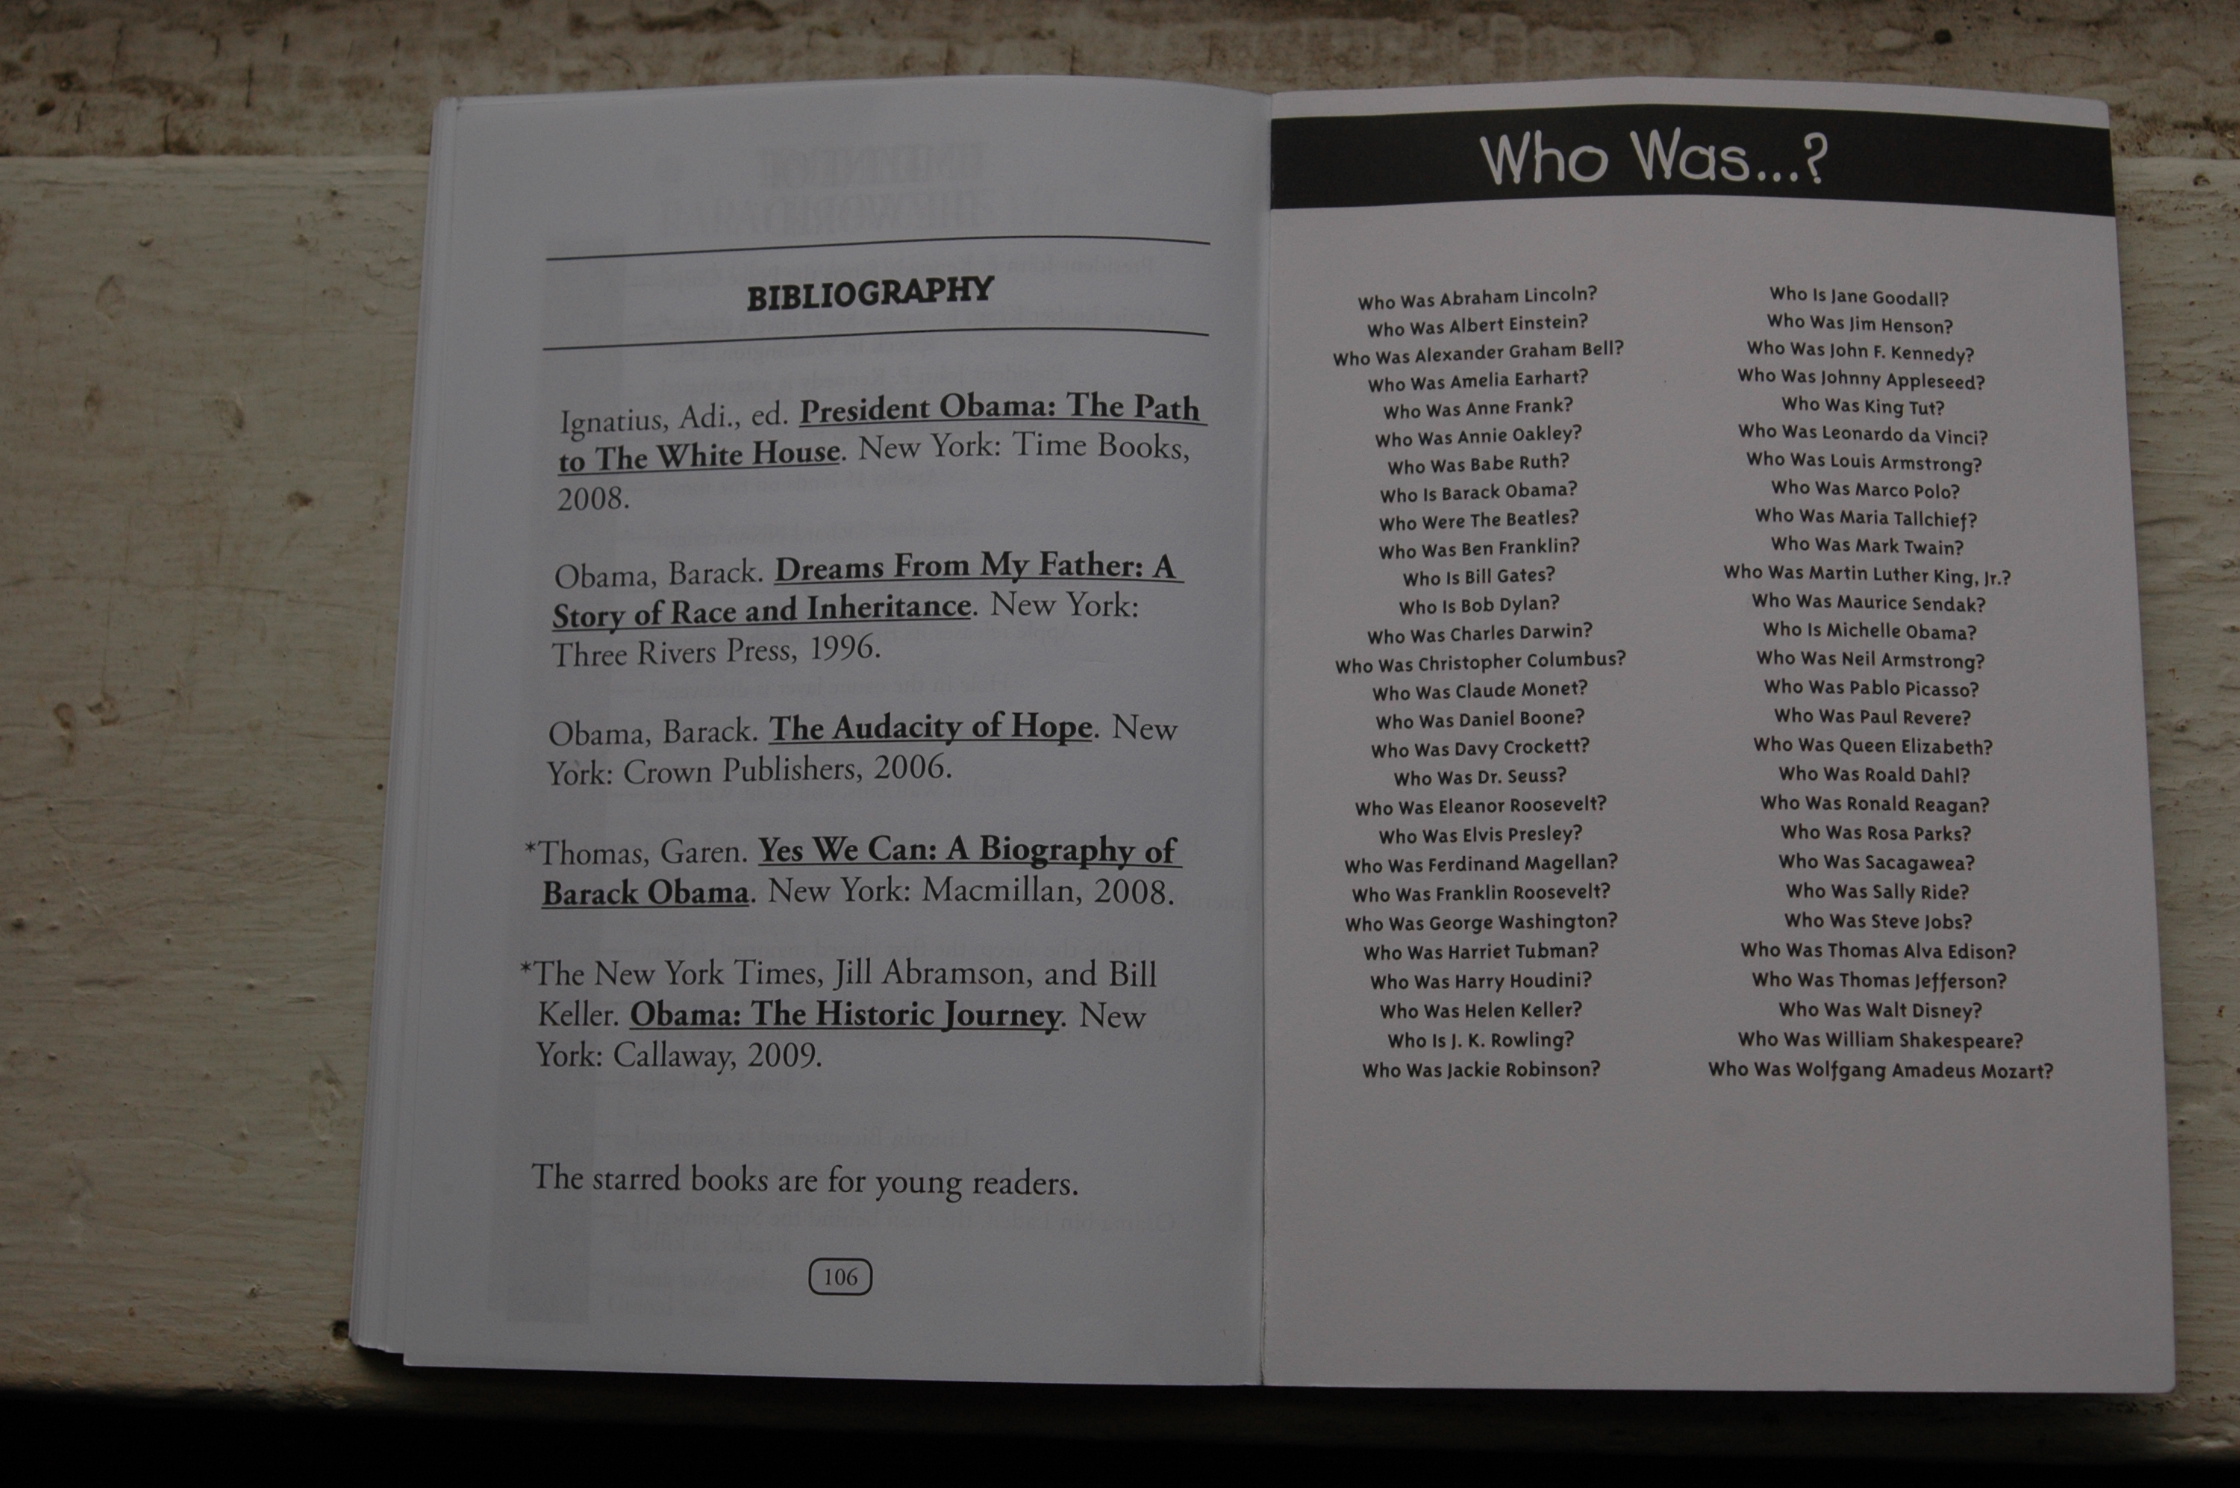 BIBLIOGRAPHY
Ignatius, Adi., ed. President Obama: The Path
to The White House. New York: Time Books,
2008.
Obama, Barack. Dreams From My Father: A
Story of Race and Inheritance. New York:
Three Rivers Press, 1996.
Obama, Barack. The Audacity of Hope. New
York: Crown Publishers, 2006.
*Thomas, Garen. Yes We Can: A Biography of
Barack Obama. New York: Macmillan, 2008.
*The New York Times, Jill Abramson, and Bill
Keller. Obama: The Historic Journey. New
York: Callaway, 2009.
The starred books are for young readers.
106
Who Was...?
Who Was Abraham Lincoln?
Who Was Albert Einstein?
Who Was Alexander Graham Bell?
Who Was Amelia Earhart?
Who Was Anne Frank?
Who Was Annie Oakley?
Who Was Babe Ruth?
Who Is Barack Obama?
Who Were The Beatles?
Who Was Ben Franklin?
Who Is Bill Gates?
Who Is Bob Dylan?
Who Was Charles Darwin?
Who Was Christopher Columbus?
Who Was Claude Monet?
Who Was Daniel Boone?
Who Was Davy Crockett?
Who Was Dr. Seuss?
Who Was Eleanor Roosevelt?
Who Was Elvis Presley?
Who Was Ferdinand Magellan?
Who Was Franklin Roosevelt?
Who Was George Washington?
Who Was Harriet Tubman?
Who Was Harry Houdini?
Who Was Helen Keller?
Who Is J. K. Rowling?
Who Was Jackie Robinson?
Who Is Jane Goodall?
Who Was Jim Henson?
Who Was John F. Kennedy?
Who Was Johnny Appleseed?
Who Was King Tut?
Who Was Leonardo da Vinci?
Who Was Louis Armstrong?
Who Was Marco Polo?
Who Was Maria Tallchief?
Who Was Mark Twain?
Who Was Martin Luther King, Jr.?
Who Was Maurice Sendak?
Who Is Michelle Obama?
Who Was Neil Armstrong?
Who Was Pablo Picasso?
Who Was Paul Revere?
Who Was Queen Elizabeth?
Who Was Roald Dahl?
Who Was Ronald Reagan?
Who Was Rosa Parks?
Who Was Sacagawea?
Who Was Sally Ride?
Who Was Steve Jobs?
Who Was Thomas Alva Edison?
Who Was Thomas Jefferson?
Who Was Walt Disney?
Who Was William Shakespeare?
Who Was Wolfgang Amadeus Mozart?